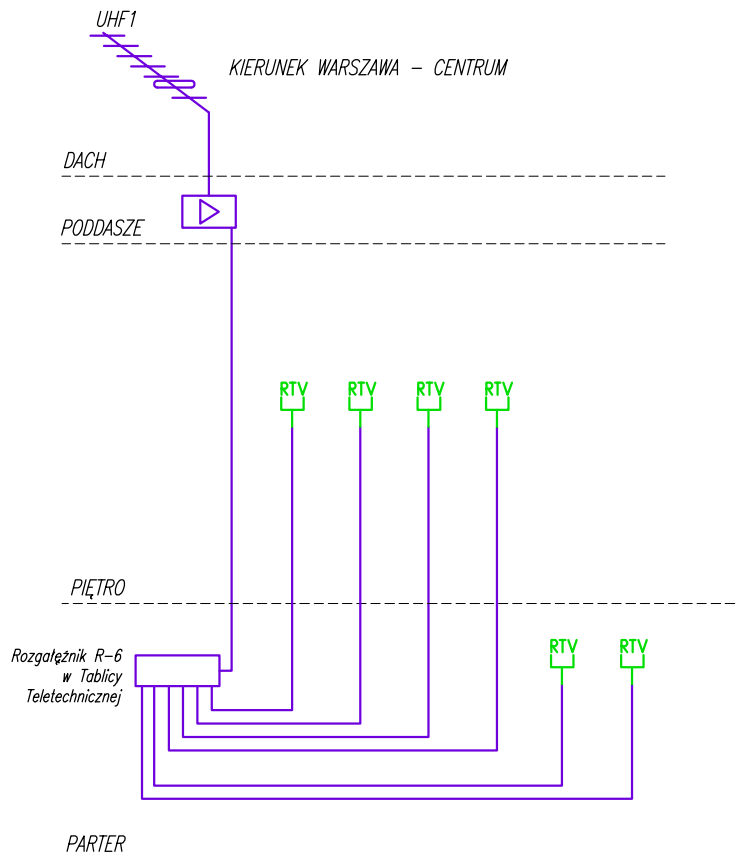 UHF1
KIERUNEK WARSZAWA - CENTRUM
DACH
PODDASZE
RTV RTV RTV RTV
PIĘTRO
RTV RTV
Rozgałęźnik R-6
w Tablicy
Teletechnicznej
PARTER